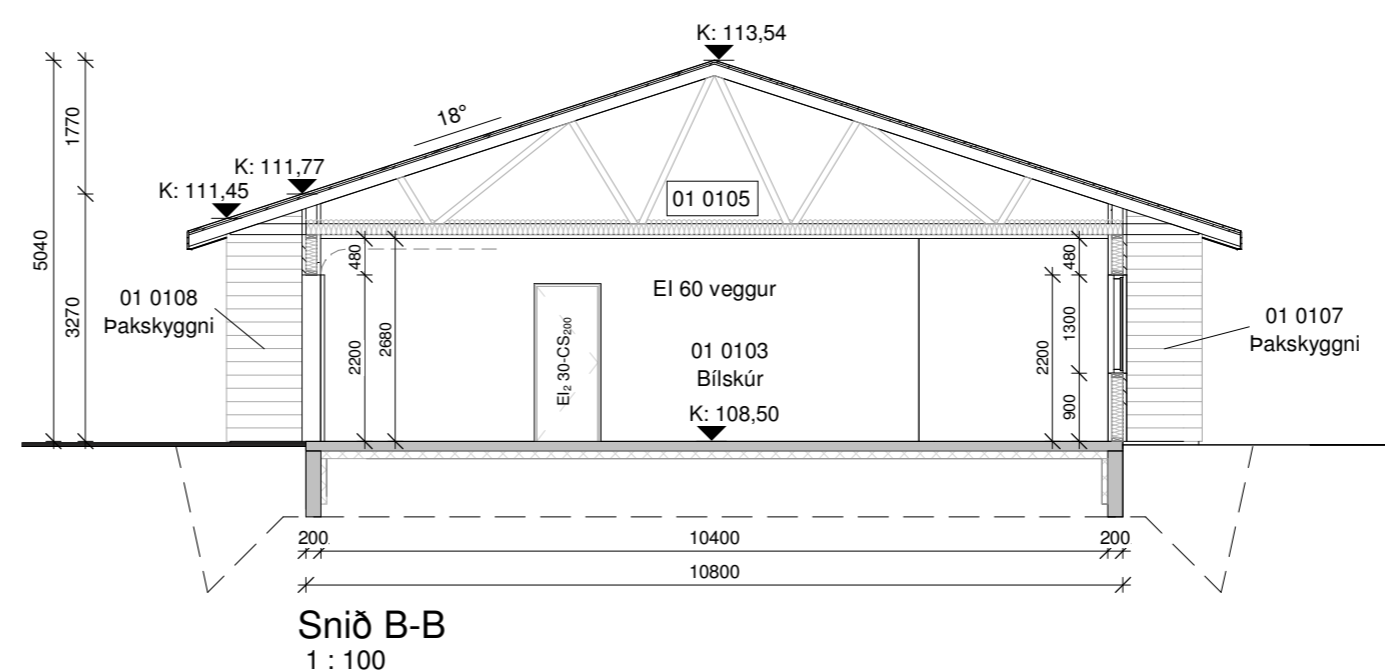 K: 113,54
18°
K: 111,77
K: 111,45
1770
5040
3270
01 0105
480
2200
2680
EI 60 veggur
01 0103
Bílskúr
K: 108,50
EI₂ 30-CS₂₀₀
480
1300
2200
900
01 0108
Þakskyggni
01 0107
Þakskyggni
200
10400
200
10800
Snið B-B
1 : 100